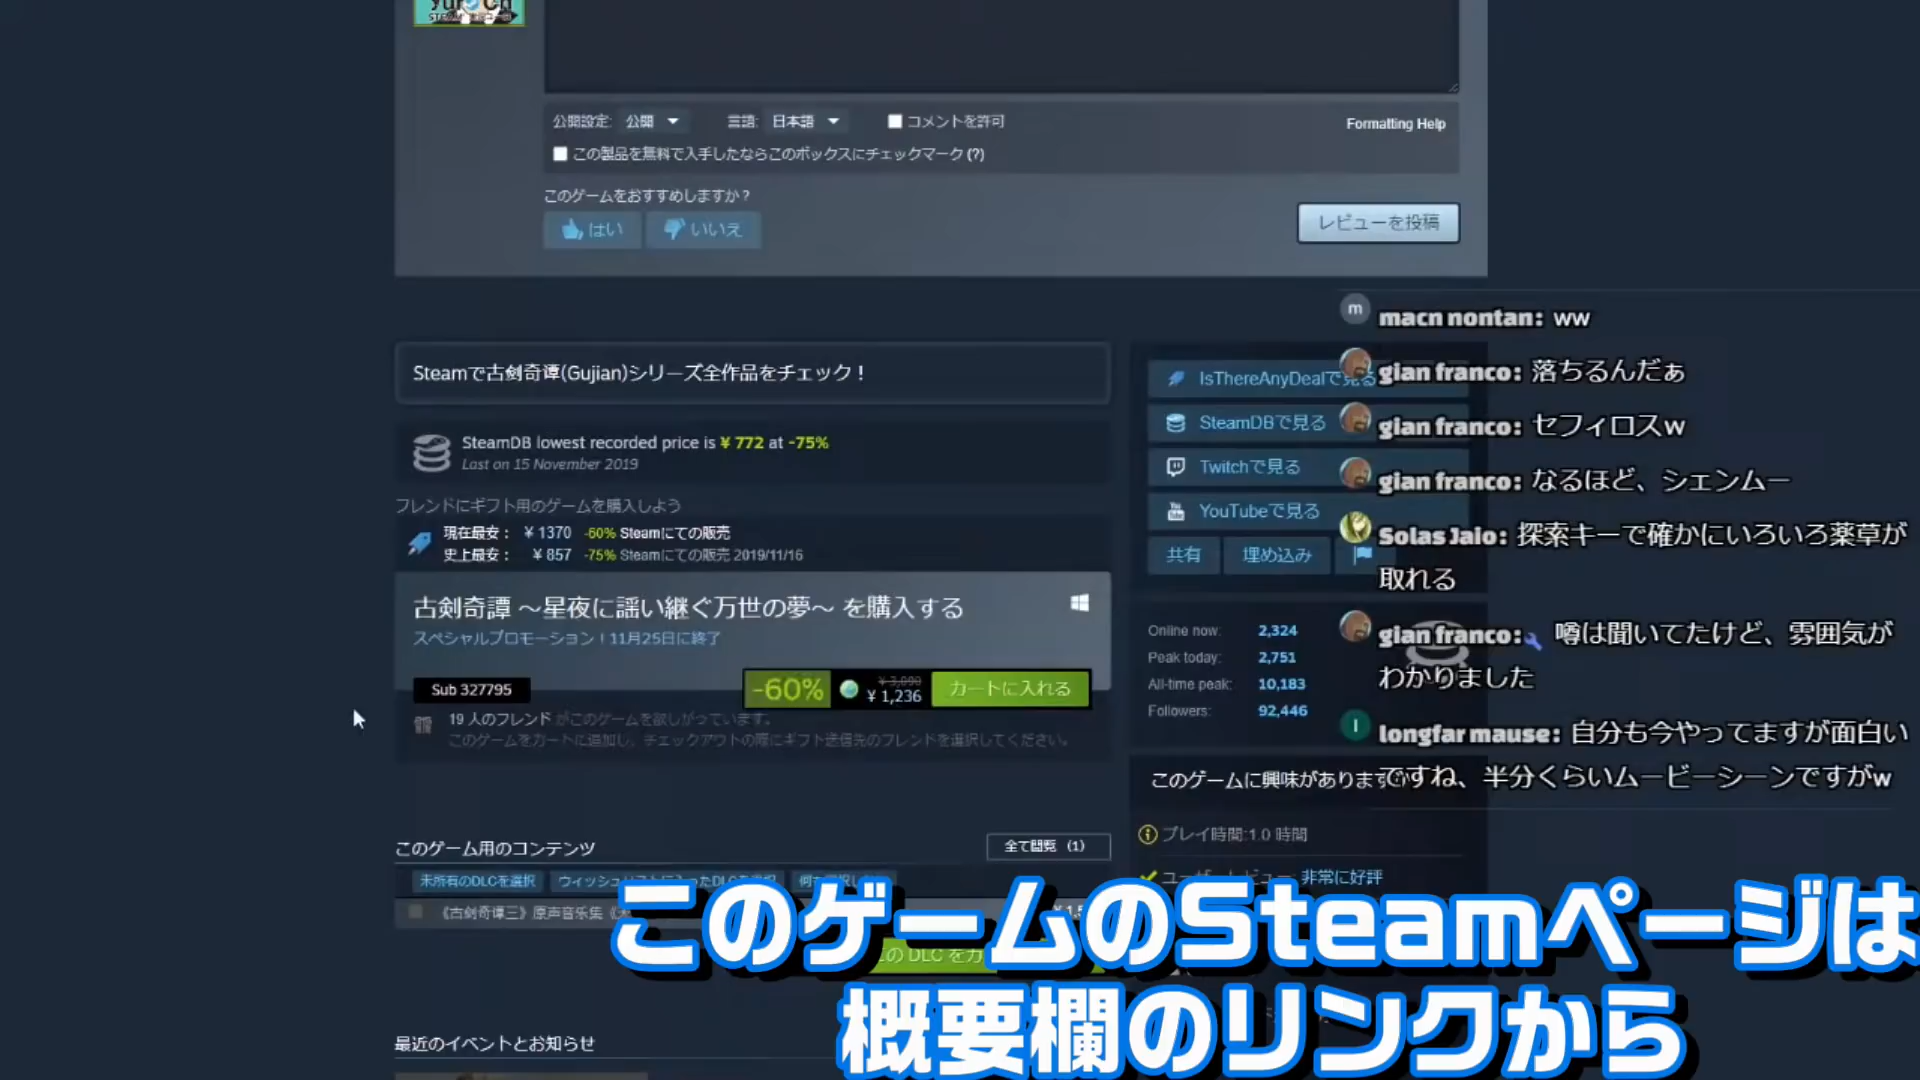 公開設定: 公開
言語: 日本語
コメントを許可
Formatting Help
この製品を無料で入手したならこのボックスにチェックマーク (?)
このゲームをおすすめしますか？
はい
いいえ
レビューを投稿
Steamで古剑奇谭(Gujian)シリーズ全作品をチェック！
SteamDB lowest recorded price is ¥ 772 at -75%
Last on 15 November 2019
フレンドにギフト用のゲームを購入しよう
現在最安： ¥ 1370 -60% Steamにての販売
史上最安： ¥ 857 -75% Steamにての販売 2019/11/16
古剣奇譚 ～星夜に謡い継ぐ万世の夢～ を購入する
スペシャルプロモーション！11月25日に終了
Sub 327795
-60%
¥ 3,090
¥ 1,236
カートに入れる
19 人のフレンド がこのゲームを欲しがっています。
このゲームをカートに追加し、チェックアウトの際にギフト送信先のフレンドを選択してください。
このゲーム用のコンテンツ
全て閲覧 (1)
未所有のDLCを選択
《古剑奇谭三》原声音乐集
最近のイベントとお知らせ
IsThereAnyDealで見る
SteamDBで見る
Twitchで見る
YouTubeで見る
共有
埋め込み
Online now: 2,324
Peak today: 2,751
All-time peak: 10,183
Followers: 92,446
このゲームに興味がありますか
プレイ時間:1.0 時間
ユーザーレビュー: 非常に好評
macn nontan: ww
gian franco: 落ちるんだぁ
gian franco: セフィロスw
gian franco: なるほど、シェンムー
Solas Jaio: 探索キーで確かにいろいろ薬草が
取れる
gian franco: 噂は聞いてたけど、雰囲気が
わかりました
longfar mause: 自分も今やってますが面白い
ですね、半分くらいムービーシーンですがw
このゲームのSteamページは
概要欄のリンクから